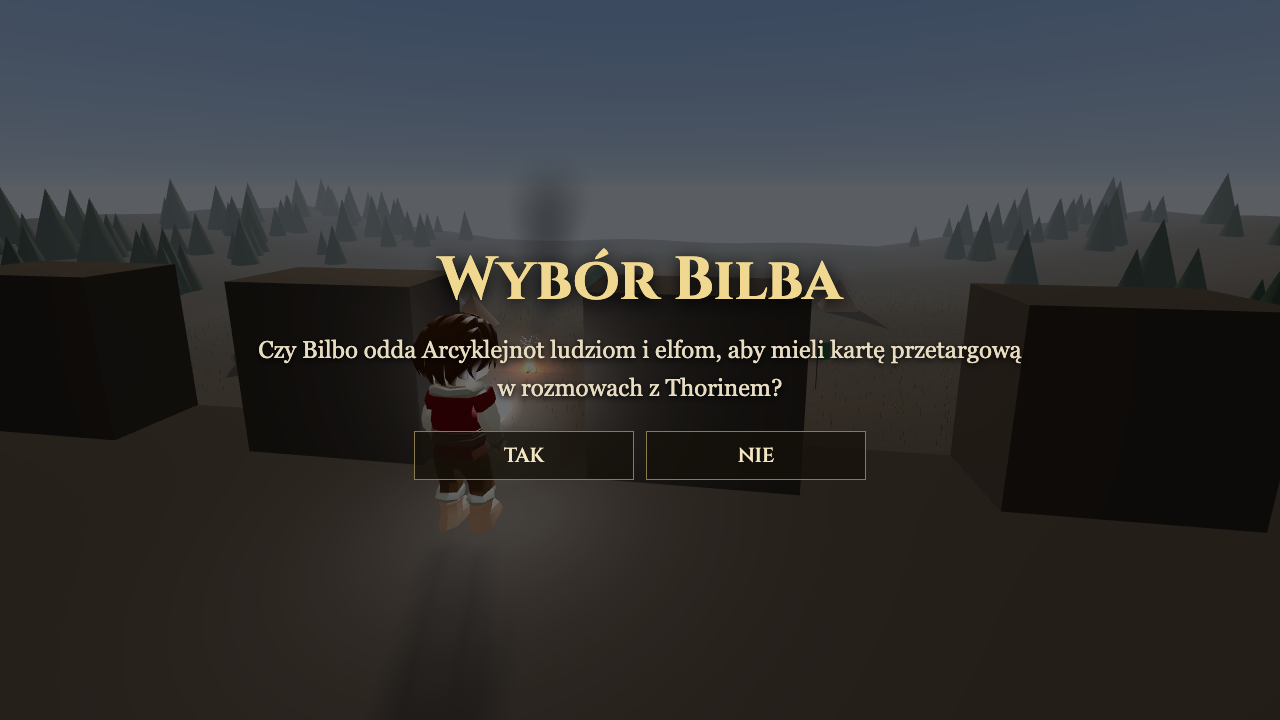 Wybór Bilba
Czy Bilbo odda Arcyklejnot ludziom i elfom, aby mieli kartę przetargową
w rozmowach z Thorinem?
TAK
NIE